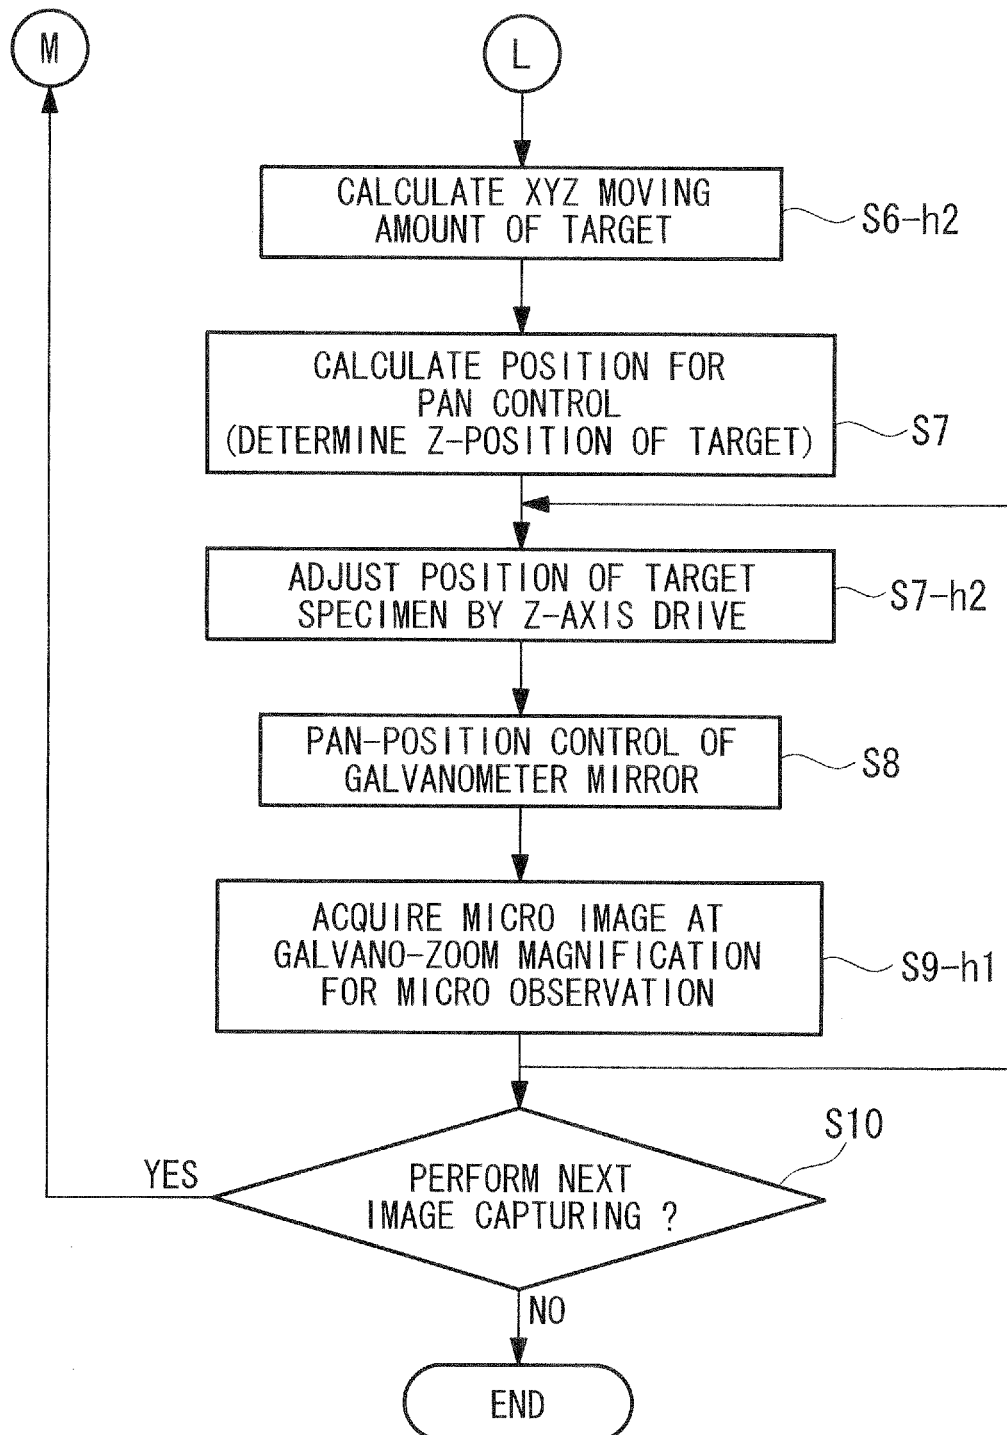 M
L
CALCULATE XYZ MOVING
AMOUNT OF TARGET
S6-h2
CALCULATE POSITION FOR
PAN CONTROL
(DETERMINE Z-POSITION OF TARGET)
S7
ADJUST POSITION OF TARGET
SPECIMEN BY Z-AXIS DRIVE
S7-h2
PAN-POSITION CONTROL OF
GALVANOMETER MIRROR
S8
ACQUIRE MICRO IMAGE AT
GALVANO-ZOOM MAGNIFICATION
FOR MICRO OBSERVATION
S9-h1
S10
YES
PERFORM NEXT
IMAGE CAPTURING ?
NO
END